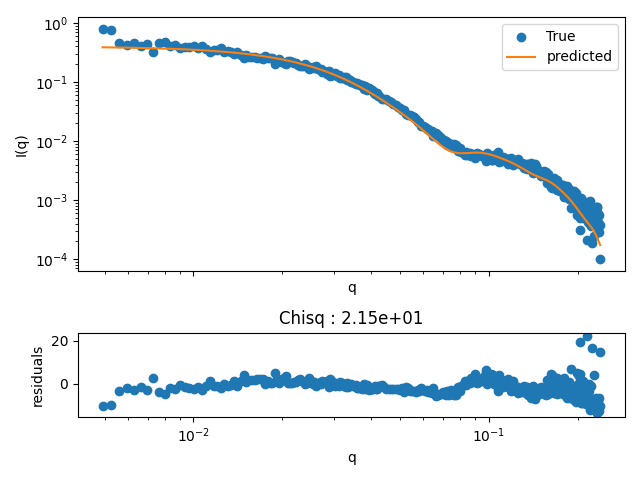 10⁰
10⁻¹
10⁻²
10⁻³
10⁻⁴
I(q)
True
predicted
q
Chisq : 2.15e+01
20
0
residuals
10⁻²
10⁻¹
q